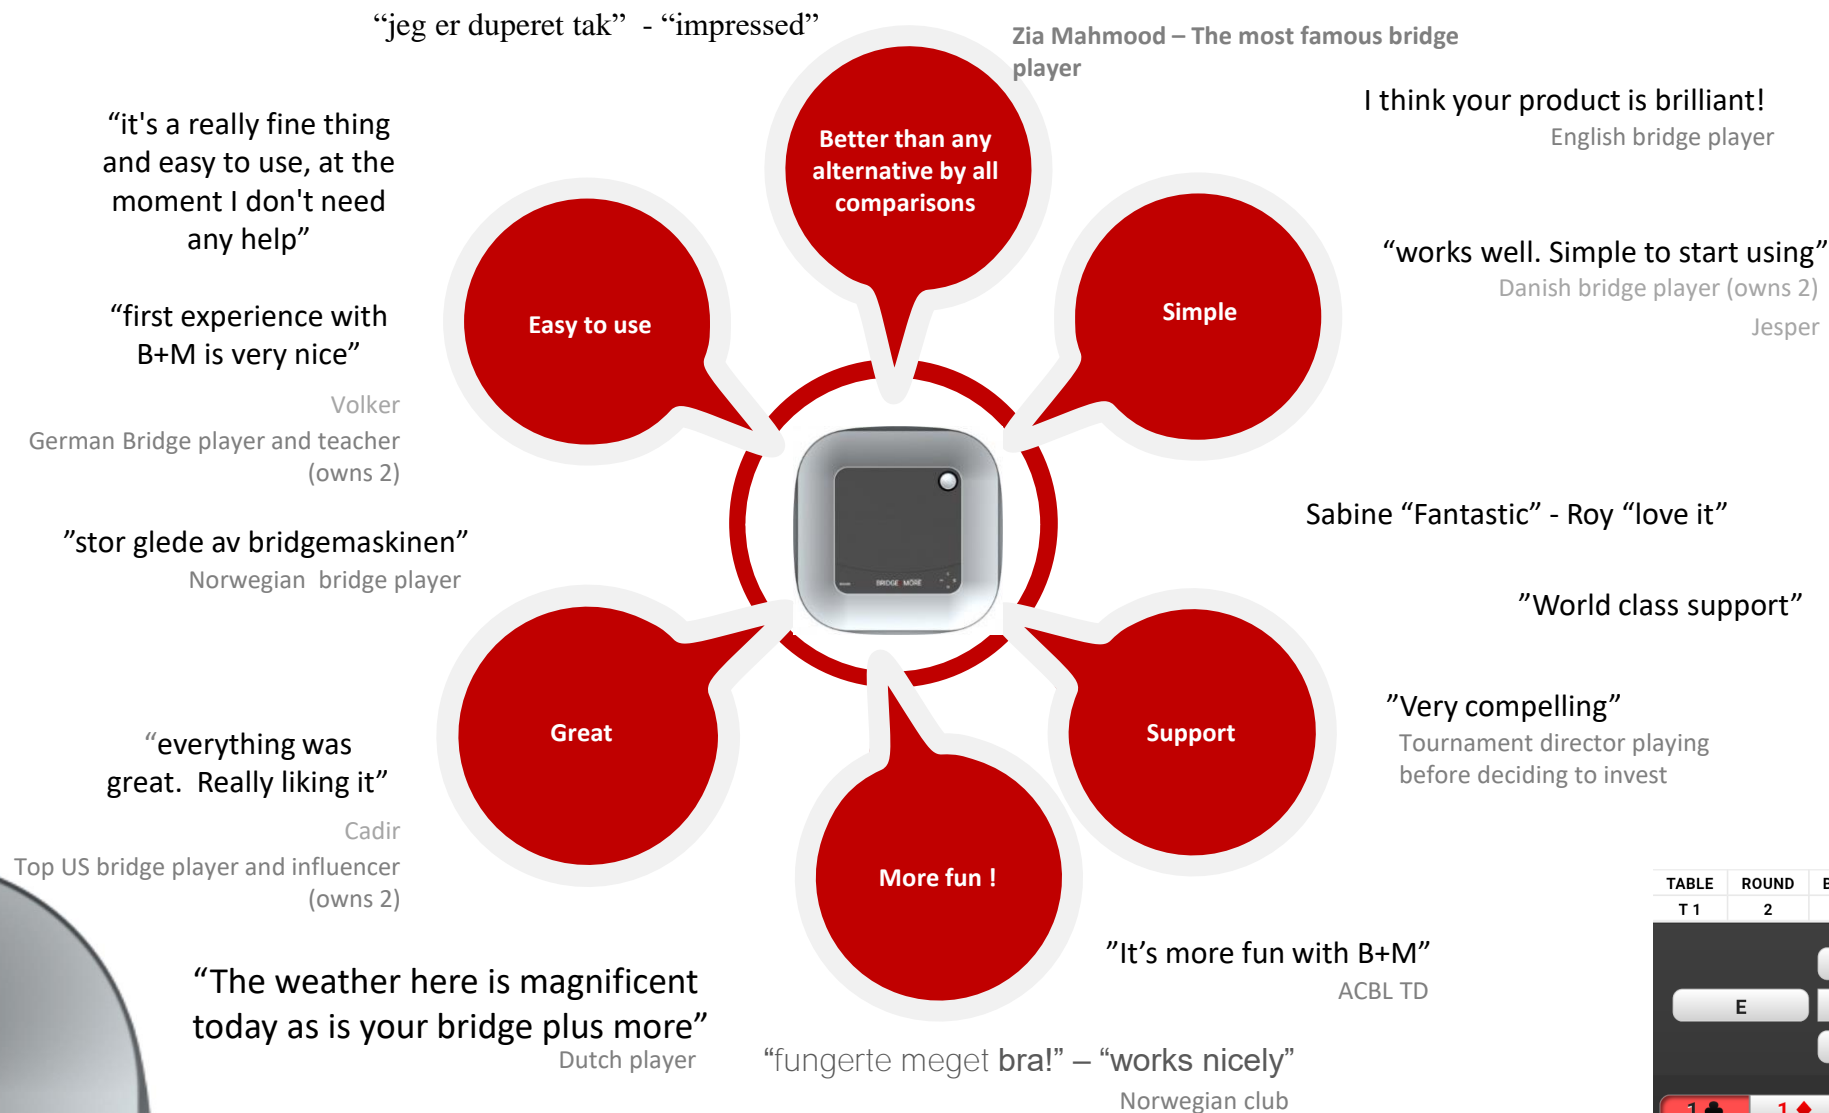 “jeg er duperet tak”  - “impressed”
Zia Mahmood – The most famous bridge
player
Better than any
alternative by all
comparisons
I think your product is brilliant!
English bridge player
“it's a really fine thing
and easy to use, at the
moment I don't need
any help”
“works well. Simple to start using”
Danish bridge player (owns 2)
Jesper
Simple
Easy to use
“first experience with
B+M is very nice”
Volker
German Bridge player and teacher
(owns 2)
Sabine “Fantastic” - Roy “love it”
”stor glede av bridgemaskinen”
Norwegian  bridge player
BRIDGE+MORE
”World class support”
”Very compelling”
Tournament director playing
before deciding to invest
Great
Support
“everything was
great.  Really liking it”
Cadir
Top US bridge player and influencer
(owns 2)
More fun !
TABLE ROUND B
T 1 2
E
1♣ 1♦
”It’s more fun with B+M”
ACBL TD
“The weather here is magnificent
today as is your bridge plus more”
Dutch player
“fungerte meget bra!” – “works nicely”
Norwegian club